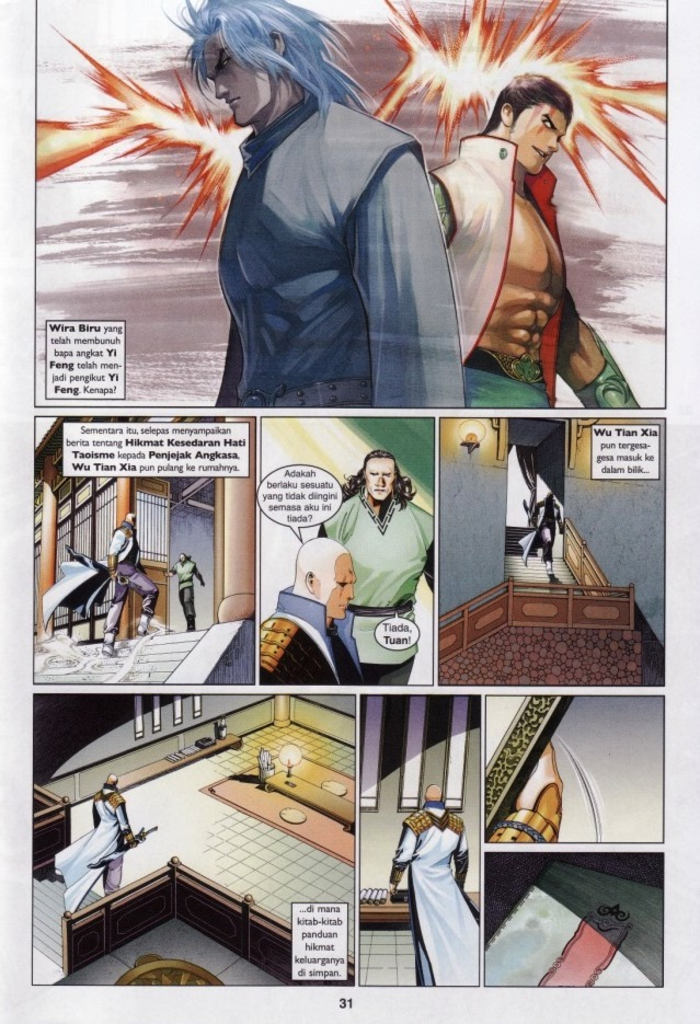 Wira Biru yang
telah membunuh
bapa angkat Yi
Feng telah men-
jadi pengikut Yi
Feng. Kenapa?
Sementara itu, selepas menyampaikan
berita tentang Hikmat Kesedaran Hati
Taoisme kepada Penjejak Angkasa,
Wu Tian Xia pun pulang ke rumahnya.
Adakah
berlaku sesuatu
yang tidak diingini
semasa aku ini
tiada?
Tiada,
Tuan!
Wu Tian Xia
pun tergesa-
gesa masuk ke
dalam bilik...
...di mana
kitab-kitab
panduan
hikmat
keluarganya
di simpan.
31